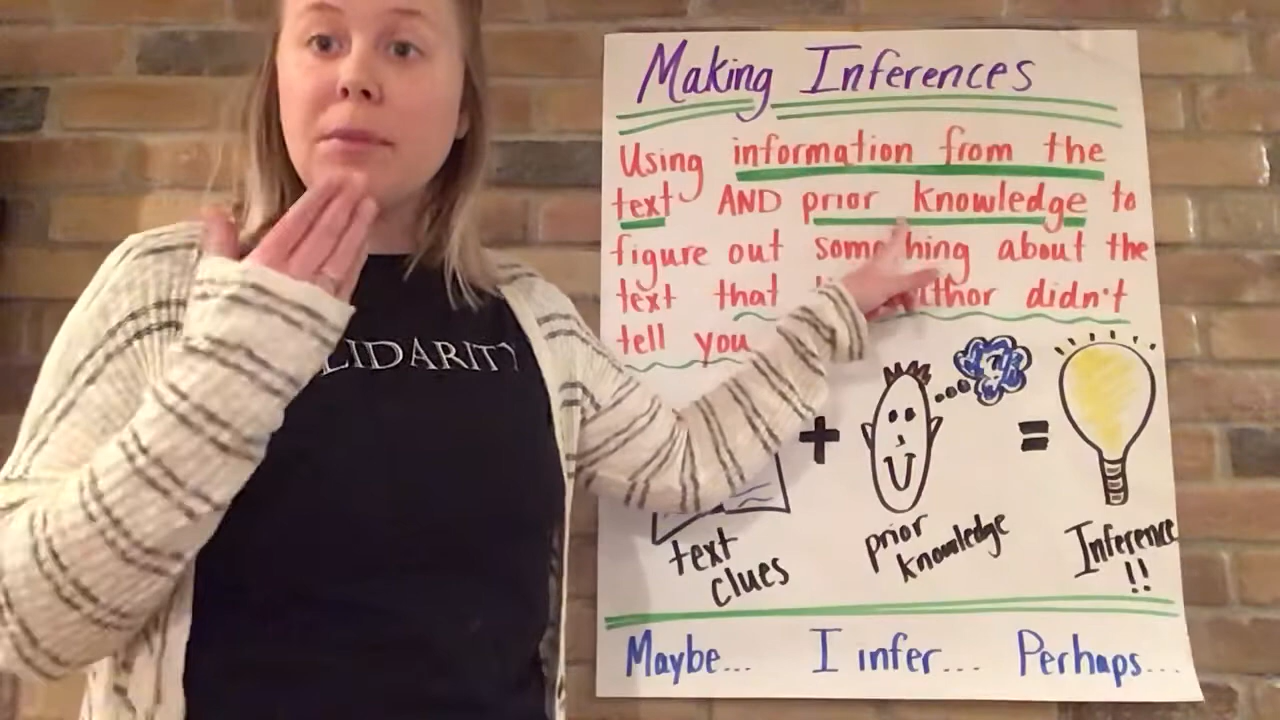 Making Inferences
Using information from the
text AND prior knowledge to
figure out something about the
text that author didn't
tell you
LIDARITY
text clues
prior knowledge
Inference!!
Maybe... I infer... Perhaps...